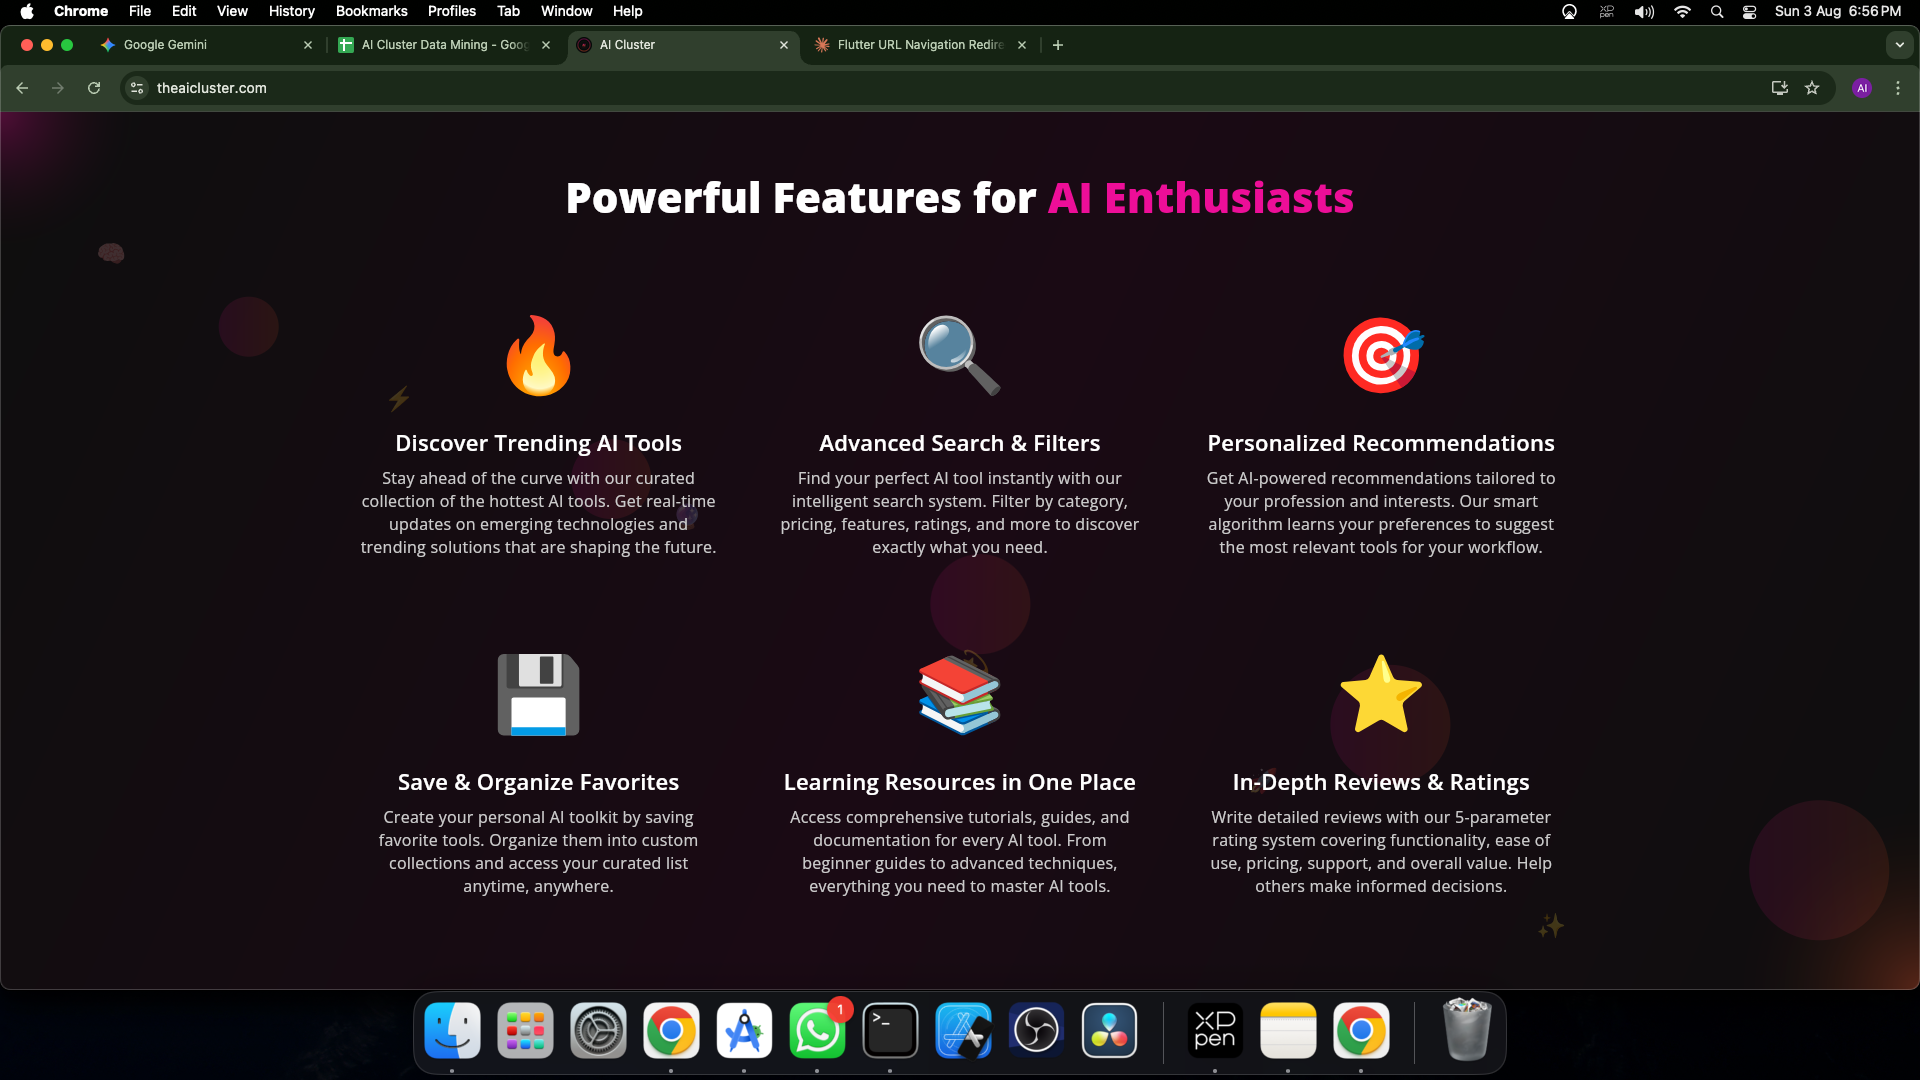 Chrome File Edit View History Bookmarks Profiles Tab Window Help
XP pen
Sun 3 Aug 6:56 PM
Google Gemini
AI Cluster Data Mining - Goog
AI Cluster
Flutter URL Navigation Redire
theaicluster.com
AI
Powerful Features for AI Enthusiasts
Discover Trending AI Tools
Stay ahead of the curve with our curated
collection of the hottest AI tools. Get real-time
updates on emerging technologies and
trending solutions that are shaping the future.
Advanced Search & Filters
Find your perfect AI tool instantly with our
intelligent search system. Filter by category,
pricing, features, ratings, and more to discover
exactly what you need.
Personalized Recommendations
Get AI-powered recommendations tailored to
your profession and interests. Our smart
algorithm learns your preferences to suggest
the most relevant tools for your workflow.
Save & Organize Favorites
Create your personal AI toolkit by saving
favorite tools. Organize them into custom
collections and access your curated list
anytime, anywhere.
Learning Resources in One Place
Access comprehensive tutorials, guides, and
documentation for every AI tool. From
beginner guides to advanced techniques,
everything you need to master AI tools.
In-Depth Reviews & Ratings
Write detailed reviews with our 5-parameter
rating system covering functionality, ease of
use, pricing, support, and overall value. Help
others make informed decisions.
1
>_
XP
pen